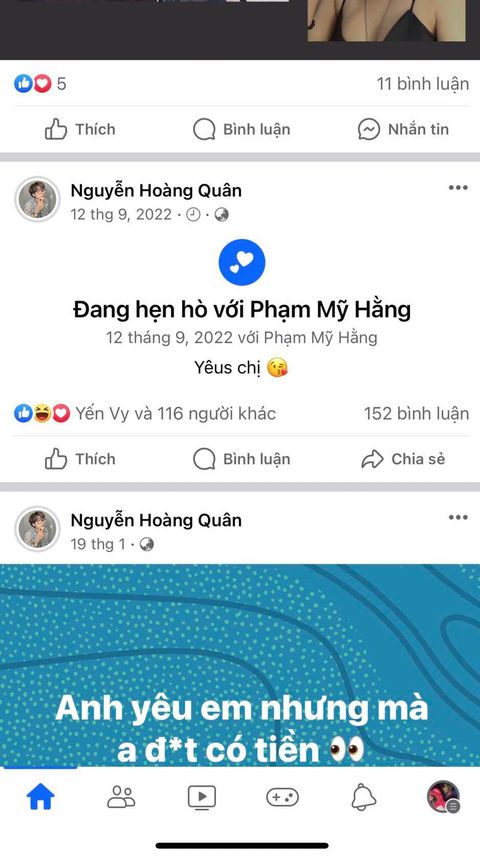 5
11 bình luận
Thích
Bình luận
Nhắn tin
Nguyễn Hoàng Quân
12 thg 9, 2022 ·  ·
Đang hẹn hò với Phạm Mỹ Hằng
12 tháng 9, 2022 với Phạm Mỹ Hằng
Yêus chị 😘
Yến Vy và 116 người khác
152 bình luận
Thích
Bình luận
Chia sẻ
Nguyễn Hoàng Quân
19 thg 1 ·
Anh yêu em nhưng mà
a đ*t có tiền 👀